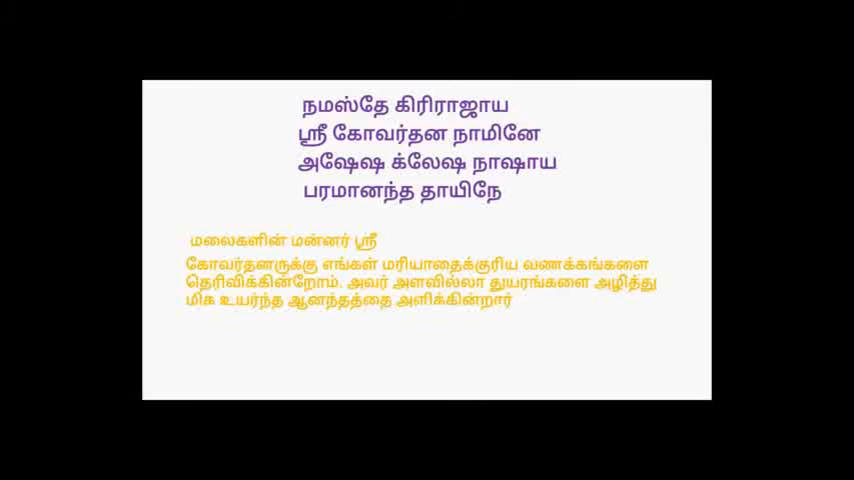 நமஸ்தே கிரிராஜாய
ஸ்ரீ கோவர்தன நாமினே
அஷேஷ க்லேஷ நாஷாய
பரமானந்த தாயிநே
மலைகளின் மன்னர் ஸ்ரீ
கோவர்தனருக்கு எங்கள் மரியாதைக்குரிய வணக்கங்களை
தெரிவிக்கின்றோம். அவர் அளவில்லா துயரங்களை அழித்து
மிக உயர்ந்த ஆனந்தத்தை அளிக்கின்றார்